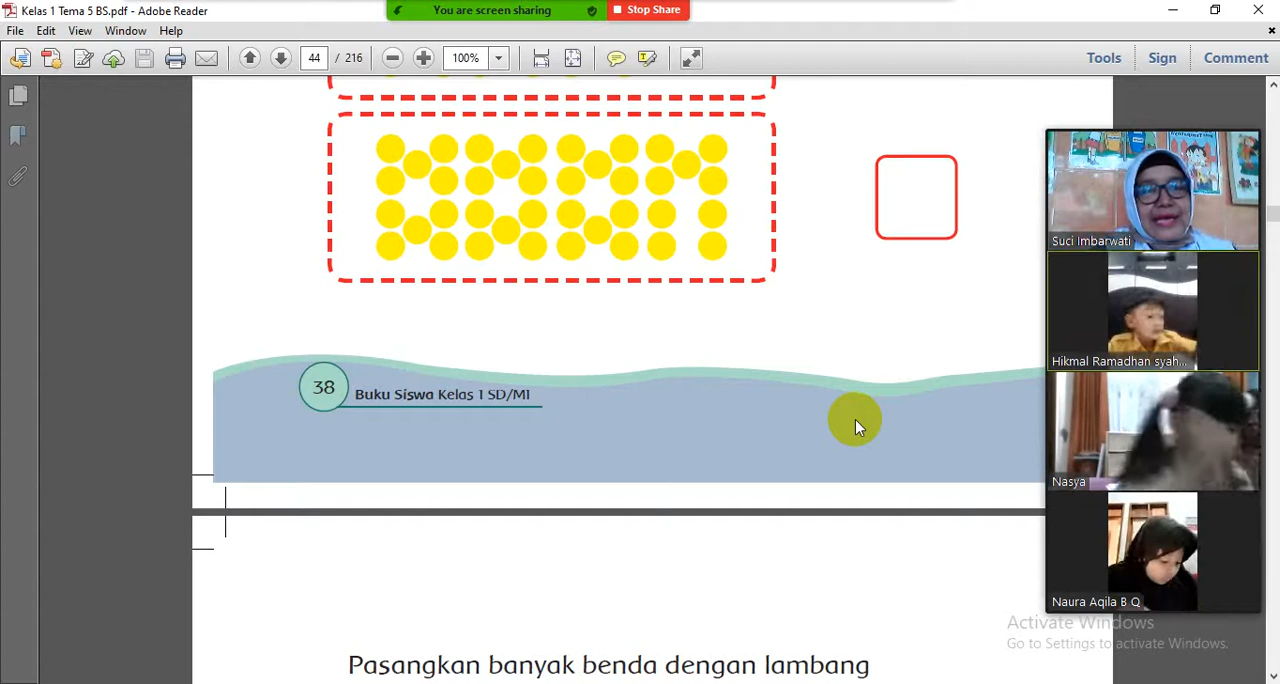 Kelas 1 Tema 5 BS.pdf - Adobe Reader
You are screen sharing
Stop Share
File Edit View Window Help
44 / 216
100%
Tools Sign Comment
Suci Imbarwati
Hikmal Ramadhan syah...
Nasya
Naura Aqila B Q
38
Buku Siswa Kelas 1 SD/MI
Pasangkan banyak benda dengan lambang
Activate Windows
Go to Settings to activate Windows.